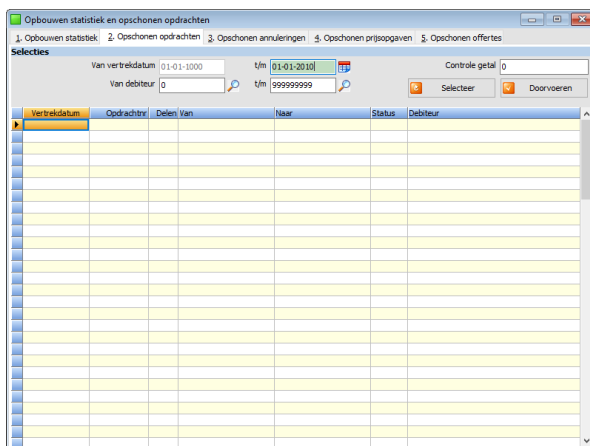 Opbouwen statistiek en opschonen opdrachten
1. Opbouwen statistiek 2. Opschonen opdrachten 3. Opschonen annuleringen 4. Opschonen prijsopgaven 5. Opschonen offertes
Selecties
Van vertrekdatum 01-01-1000 t/m 01-01-2010 Controle getal 0
Van debiteur 0 t/m 999999999 Selecteer Doorvoeren
Vertrekdatum Opdrachtnr Delen Van Naar Status Debiteur